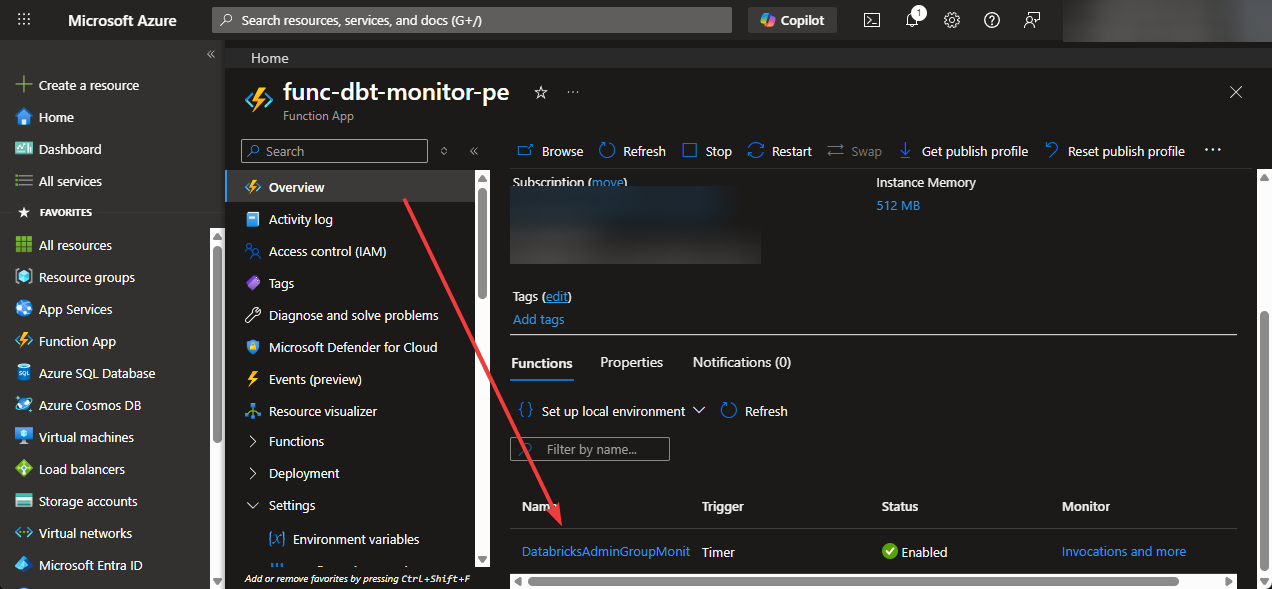 Microsoft Azure
Search resources, services, and docs (G+/)
Copilot
1
Create a resource
Home
Dashboard
All services
FAVORITES
All resources
Resource groups
App Services
Function App
Azure SQL Database
Azure Cosmos DB
Virtual machines
Load balancers
Storage accounts
Virtual networks
Microsoft Entra ID
Home
func-dbt-monitor-pe
Function App
Search
Overview
Activity log
Access control (IAM)
Tags
Diagnose and solve problems
Microsoft Defender for Cloud
Events (preview)
Resource visualizer
Functions
Deployment
Settings
Environment variables
Add or remove favorites by pressing Ctrl+Shift+F
Browse Refresh Stop Restart Swap Get publish profile Reset publish profile
Subscription (move)
Instance Memory
512 MB
Tags (edit)
Add tags
Functions Properties Notifications (0)
Set up local environment Refresh
Filter by name...
Name Trigger Status Monitor
DatabricksAdminGroupMonit Timer Enabled Invocations and more